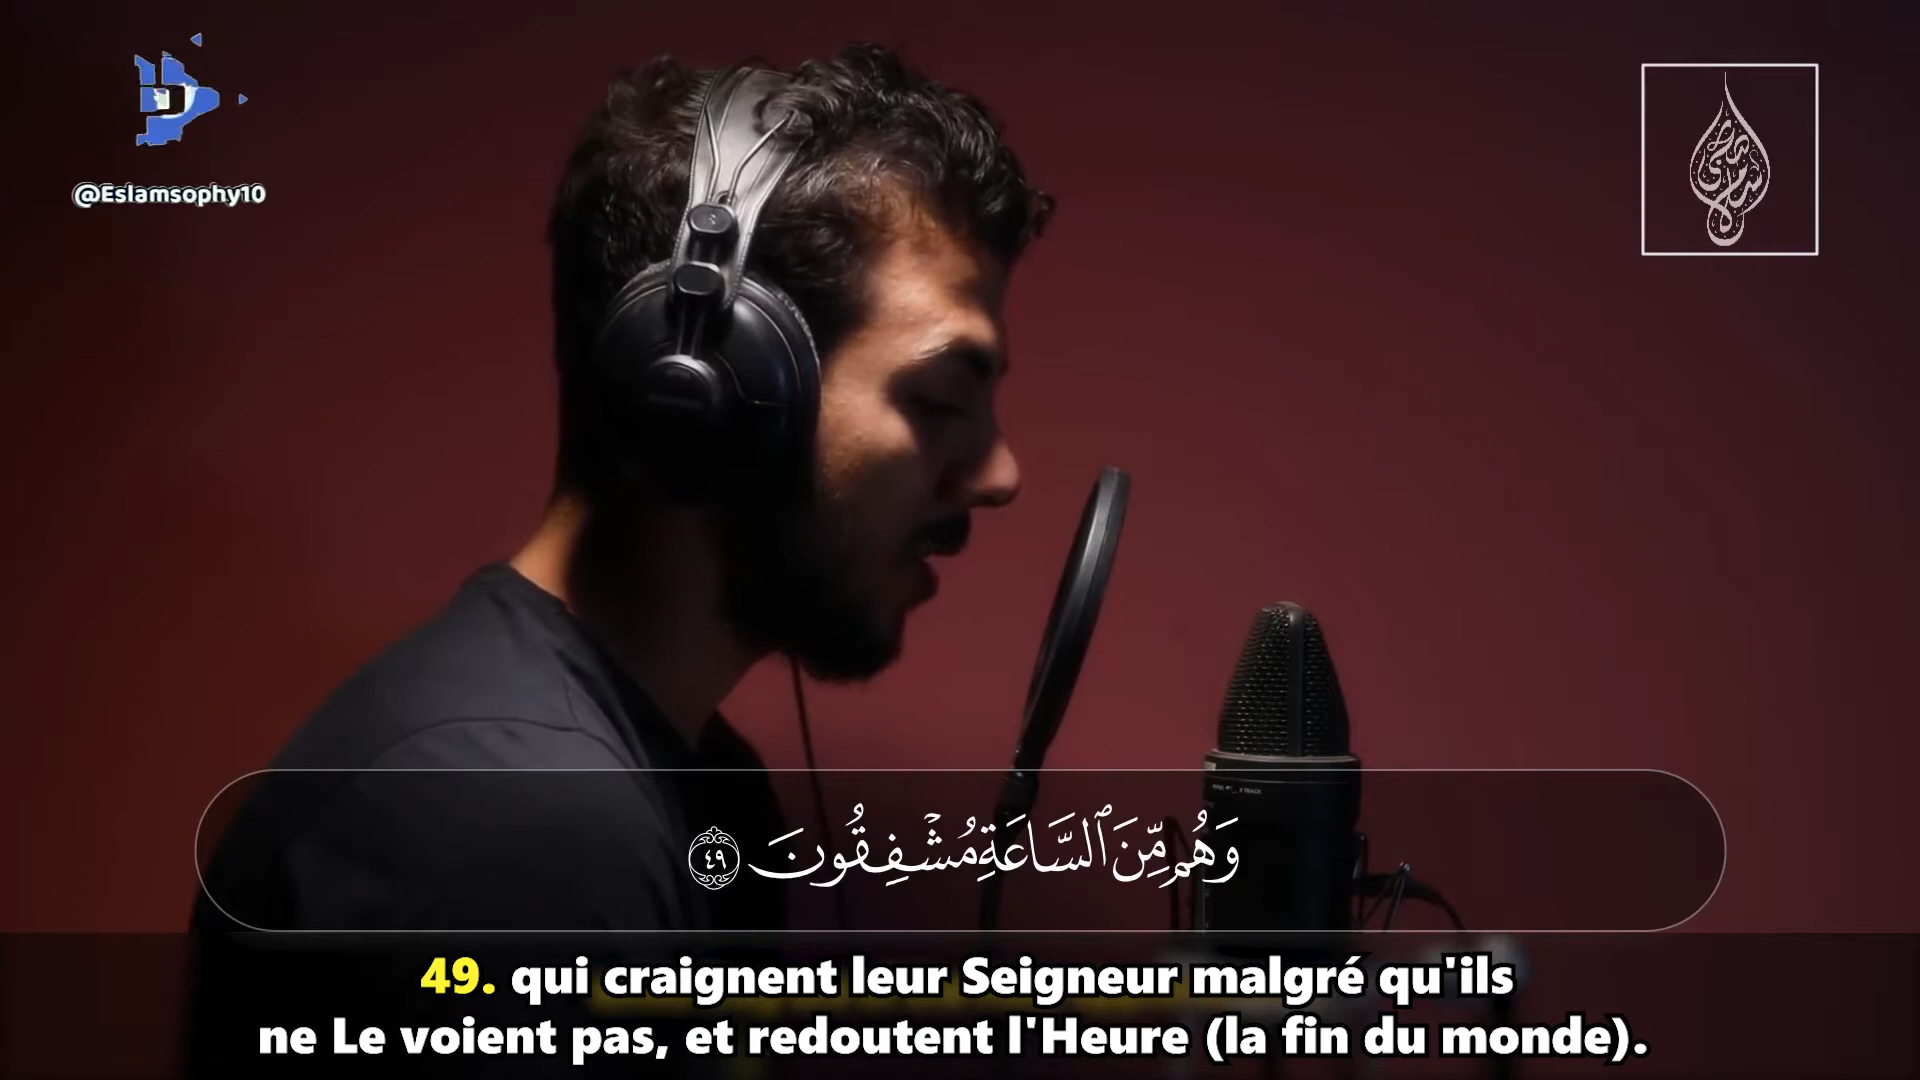 @Eslamsophy10
وَهُم مِّنَ ٱلسَّاعَةِ مُشْفِقُونَ ٤٩
49. qui craignent leur Seigneur malgré qu'ils
ne Le voient pas, et redoutent l'Heure (la fin du monde).